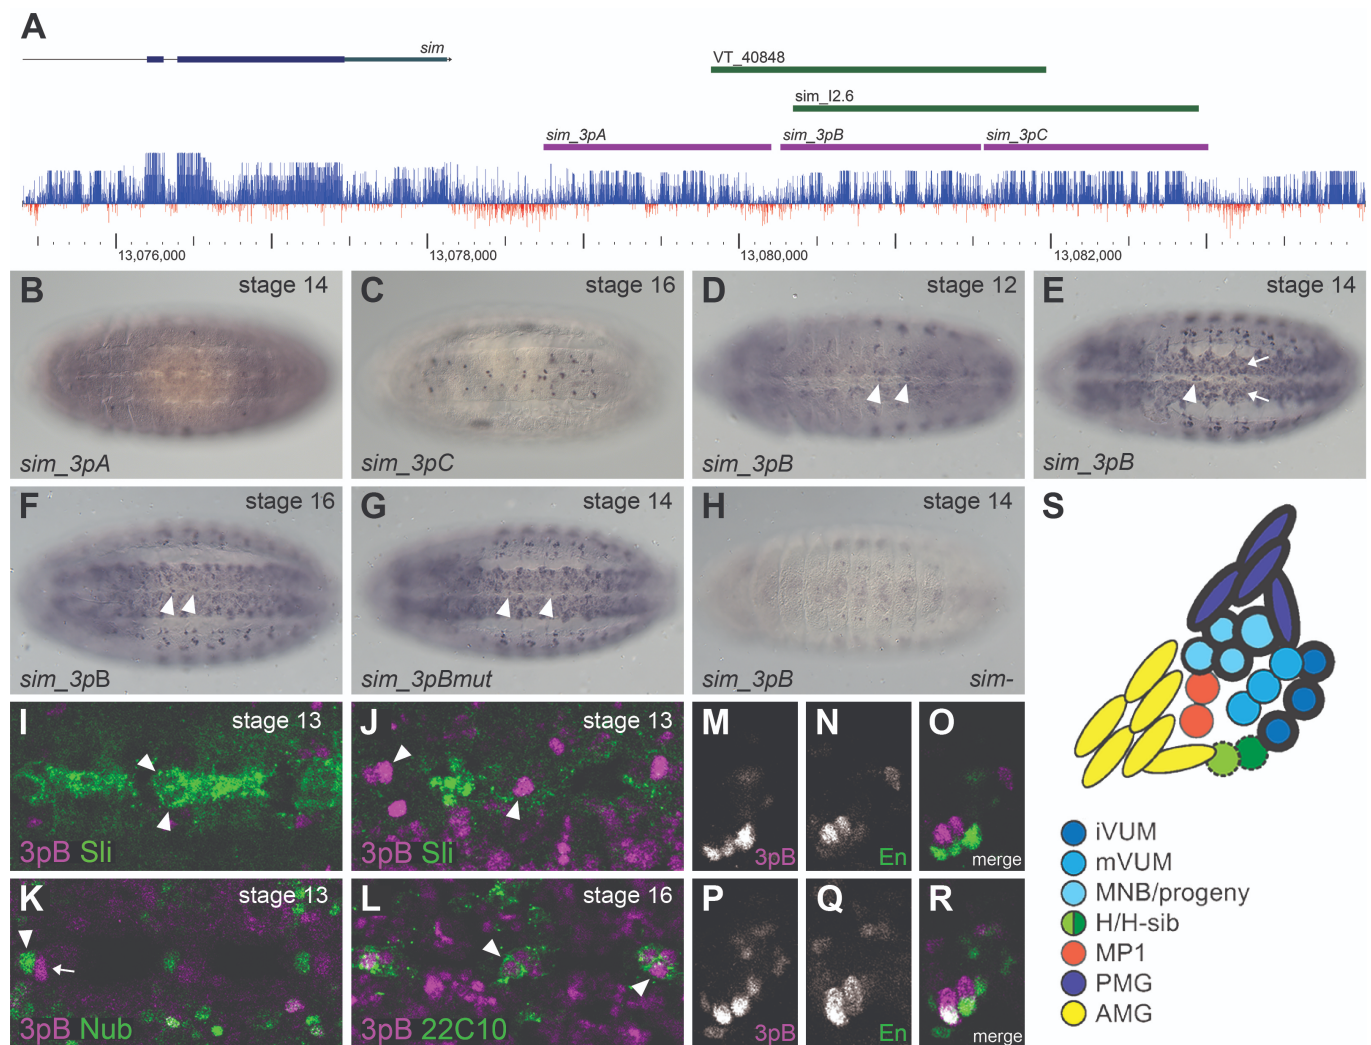 A
sim
VT_40848
sim_I2.6
sim_3pA
sim_3pB
sim_3pC
13,076,000
13,078,000
13,080,000
13,082,000
B
stage 14
sim_3pA
C
stage 16
sim_3pC
D
stage 12
sim_3pB
E
stage 14
sim_3pB
F
stage 16
sim_3pB
G
stage 14
sim_3pBmut
H
stage 14
sim_3pB
sim-
S
I
stage 13
3pB Sli
J
stage 13
3pB Sli
M
3pB
N
En
O
merge
K
stage 13
3pB Nub
L
stage 16
3pB 22C10
P
3pB
Q
En
R
merge
iVUM
mVUM
MNB/progeny
H/H-sib
MP1
PMG
AMG